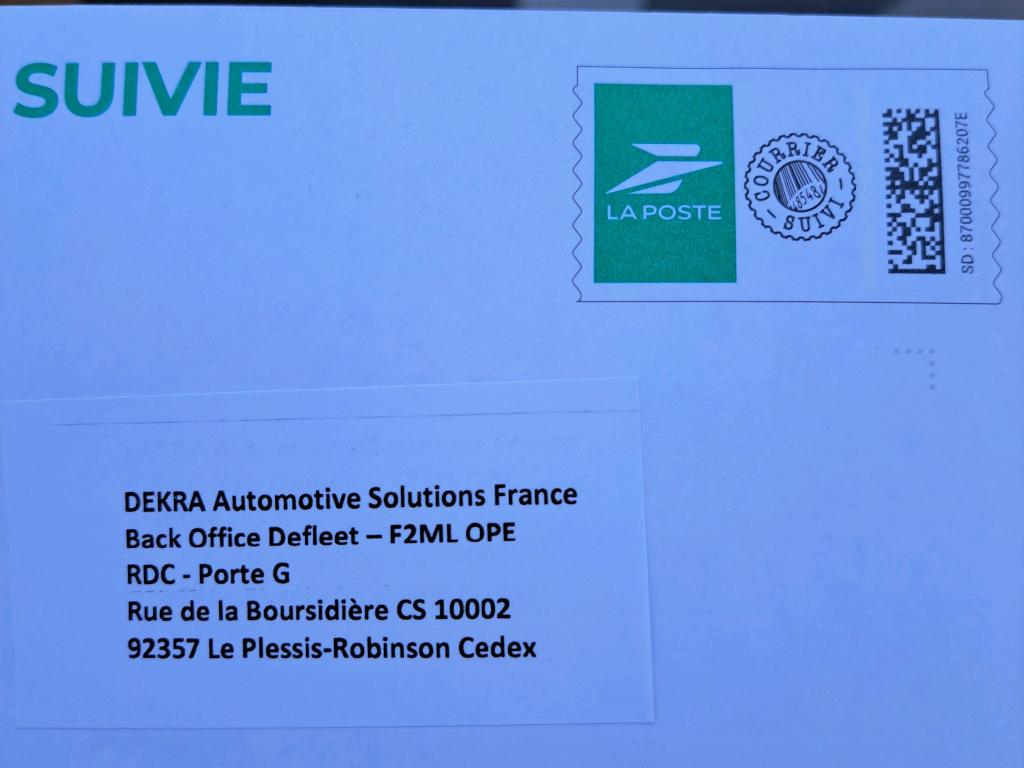 SUIVIE
LA POSTE
COURRIER
SUIVI
SD : 87000997786207E
DEKRA Automotive Solutions France
Back Office Defleet – F2ML OPE
RDC - Porte G
Rue de la Boursidière CS 10002
92357 Le Plessis-Robinson Cedex